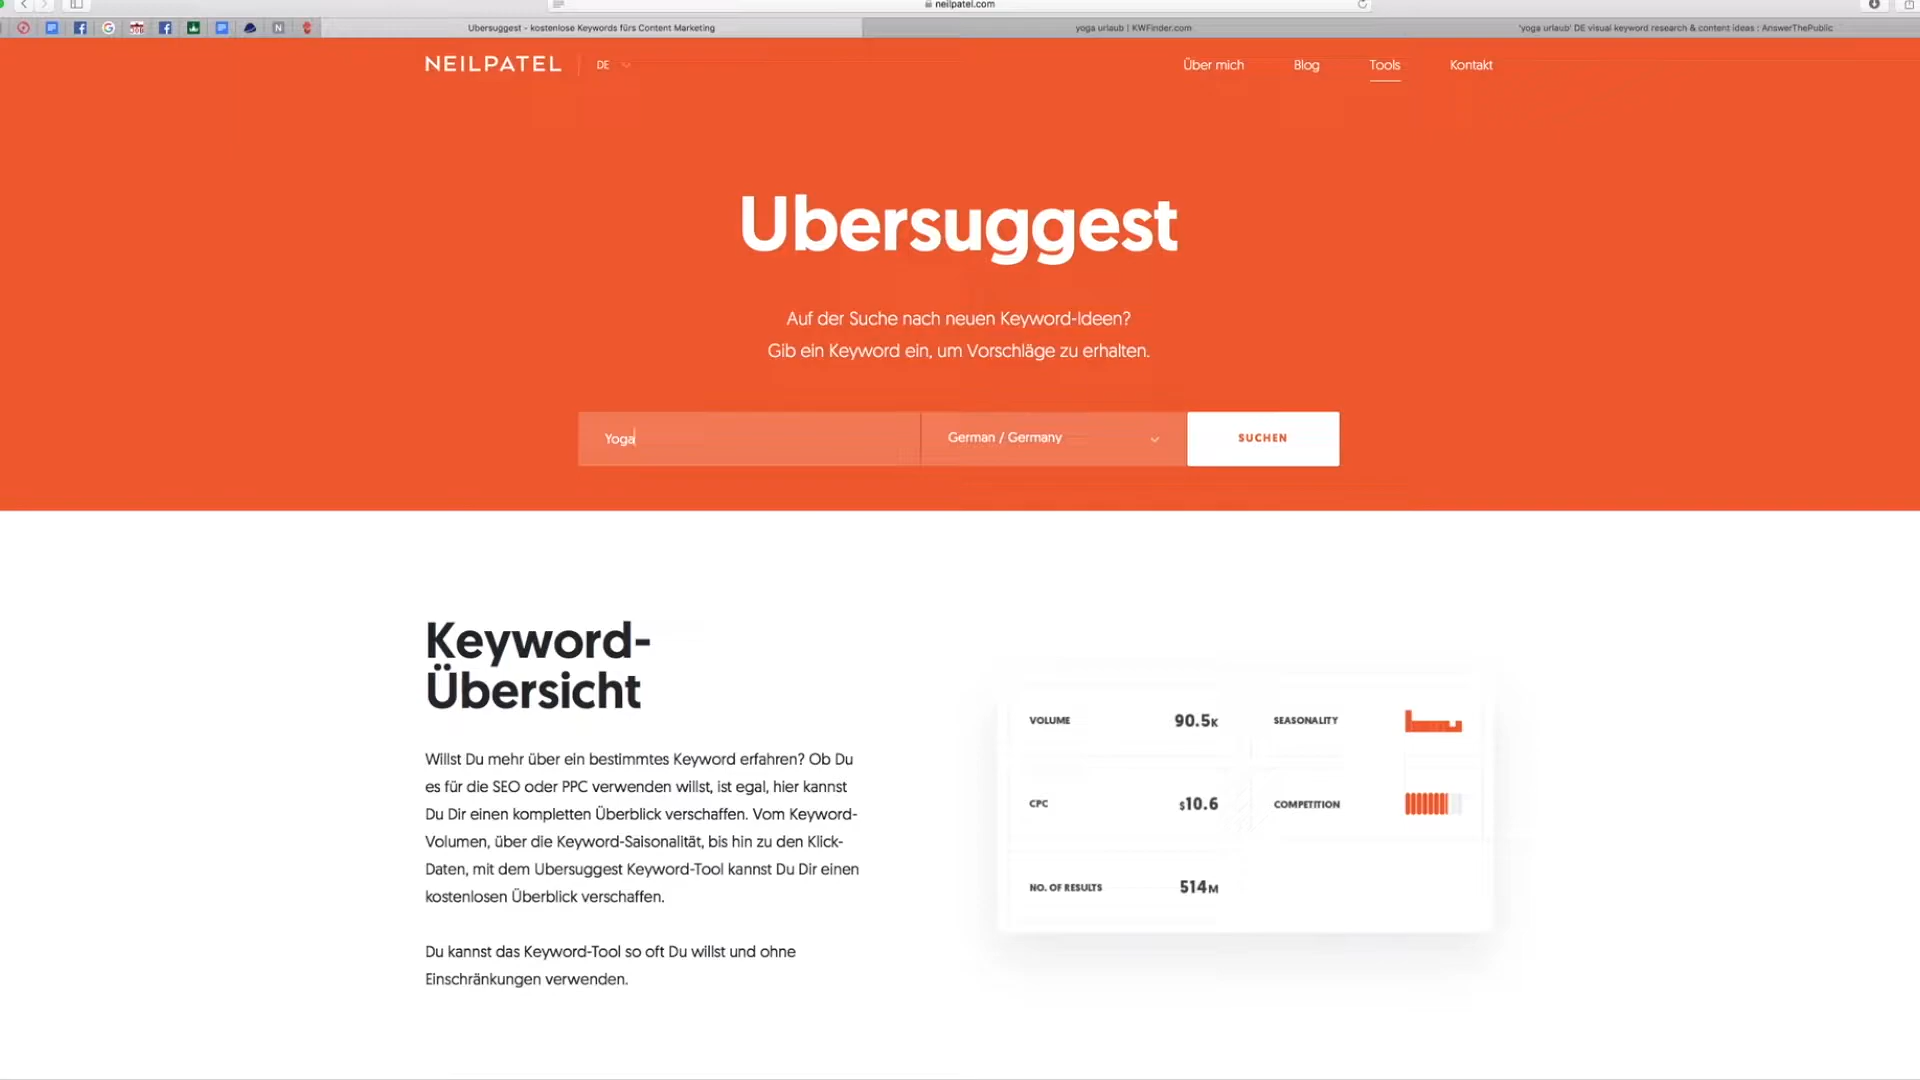 neilpatel.com
Ubersuggest - kostenlose Keywords fürs Content Marketing
yoga urlaub | KWFinder.com
'yoga urlaub' DE visual keyword research & content ideas : AnswerThePublic
NEILPATEL
DE
Über mich
Blog
Tools
Kontakt
Ubersuggest
Auf der Suche nach neuen Keyword-Ideen?
Gib ein Keyword ein, um Vorschläge zu erhalten.
Yoga
German / Germany
SUCHEN
Keyword-
Übersicht
Willst Du mehr über ein bestimmtes Keyword erfahren? Ob Du
es für die SEO oder PPC verwenden willst, ist egal, hier kannst
Du Dir einen kompletten Überblick verschaffen. Vom Keyword-
Volumen, über die Keyword-Saisonalität, bis hin zu den Klick-
Daten, mit dem Ubersuggest Keyword-Tool kannst Du Dir einen
kostenlosen Überblick verschaffen.
Du kannst das Keyword-Tool so oft Du willst und ohne
Einschränkungen verwenden.
VOLUME 90.5K
SEASONALITY
CPC $10.6
COMPETITION
NO. OF RESULTS 514M